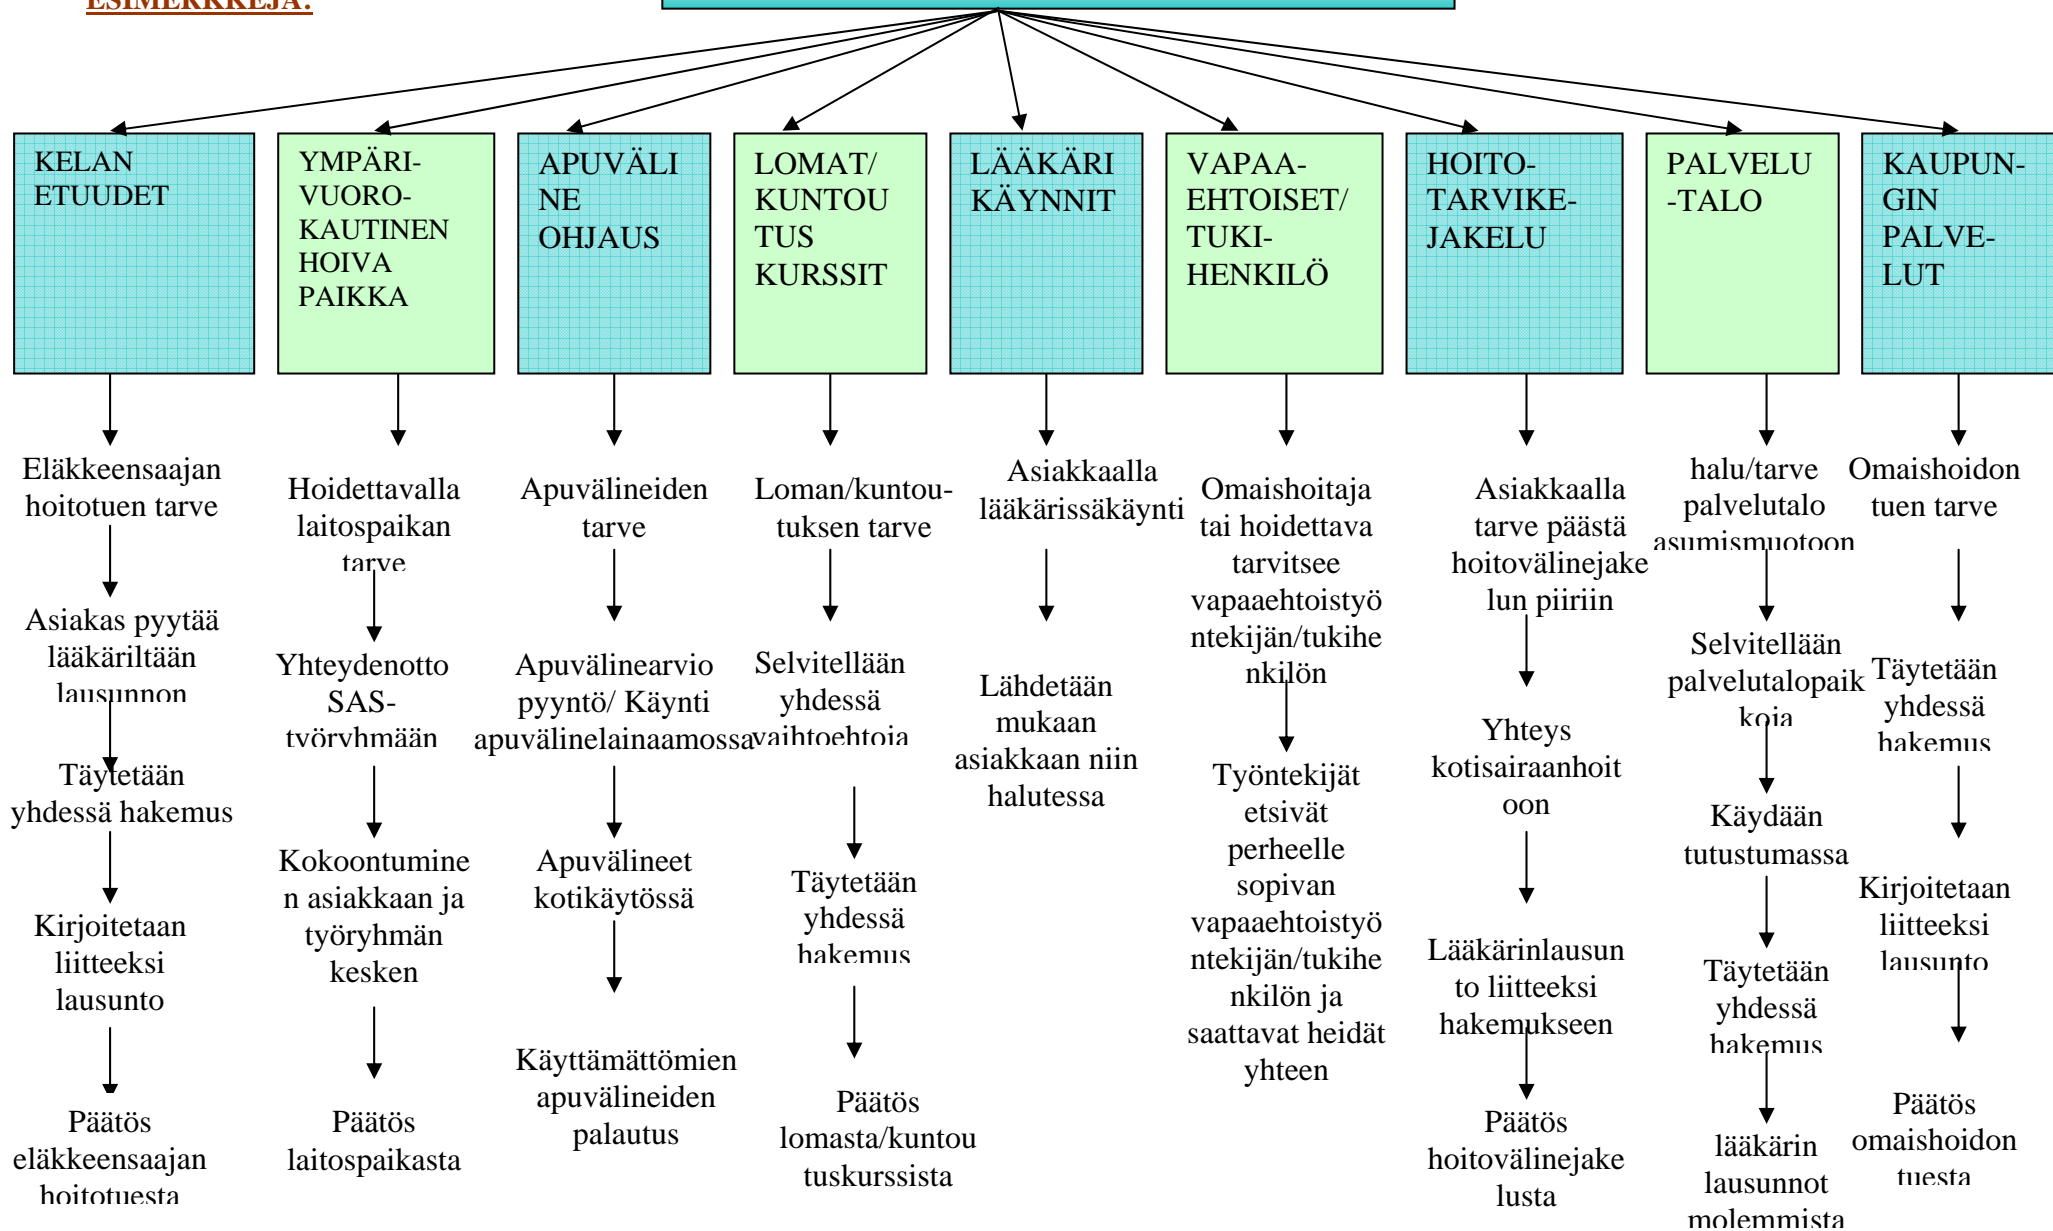 ESIMERKKEJÄ:
KELAN
ETUUDET
YMPÄRI-
VUORO-
KAUTINEN
HOIVA
PAIKKA
APUVÄLI
NE
OHJAUS
LOMAT/
KUNTOU
TUS
KURSSIT
LÄÄKÄRI
KÄYNNIT
VAPAA-
EHTOISET/
TUKI-
HENKILÖ
HOITO-
TARVIKE-
JAKELU
PALVELU
-TALO
KAUPUN-
GIN
PALVE-
LUT
Eläkkeensaajan
hoitotuen tarve
Asiakas pyytää
lääkäriltään
lausunnon
Täytetään
yhdessä hakemus
Kirjoitetaan
liitteeksi
lausunto
Päätös
eläkkeensaajan
hoitotuesta
Hoidettavalla
laitospaikan
tarve
Yhteydenotto
SAS-
työryhmään
Kokoontumine
n asiakkaan ja
työryhmän
kesken
Päätös
laitospaikasta
Apuvälineiden
tarve
Apuvälinearvio
pyyntö/ Käynti
apuvälinelainaamossa
Apuvälineet
kotikäytössä
Käyttämättömien
apuvälineiden
palautus
Loman/kuntou-
tuksen tarve
Selvitellään
yhdessä
vaihtoehtoja
Täytetään
yhdessä
hakemus
Päätös
lomasta/kuntou
tuskurssista
Asiakkaalla
lääkärissäkäynti
Lähdetään
mukaan
asiakkaan niin
halutessa
Omaishoitaja
tai hoidettava
tarvitsee
vapaaehtoistyö
ntekijän/tukihe
nkilön
Työntekijät
etsivät
perheelle
sopivan
vapaaehtoistyö
ntekijän/tukihe
nkilön ja
saattavat heidät
yhteen
Asiakkaalla
tarve päästä
hoitovälinejake
lun piiriin
Yhteys
kotisairaanhoit
oon
Lääkärinlausun
to liitteeksi
hakemukseen
Päätös
hoitovälinejake
lusta
halu/tarve
palvelutalo
asumismuotoon
Selvitellään
palvelutalopaik
koja
Käydään
tutustumassa
Täytetään
yhdessä
hakemus
lääkärin
lausunnot
molemmista
Omaishoidon
tuen tarve
Täytetään
yhdessä
hakemus
Kirjoitetaan
liitteeksi
lausunto
Päätös
omaishoidon
tuesta